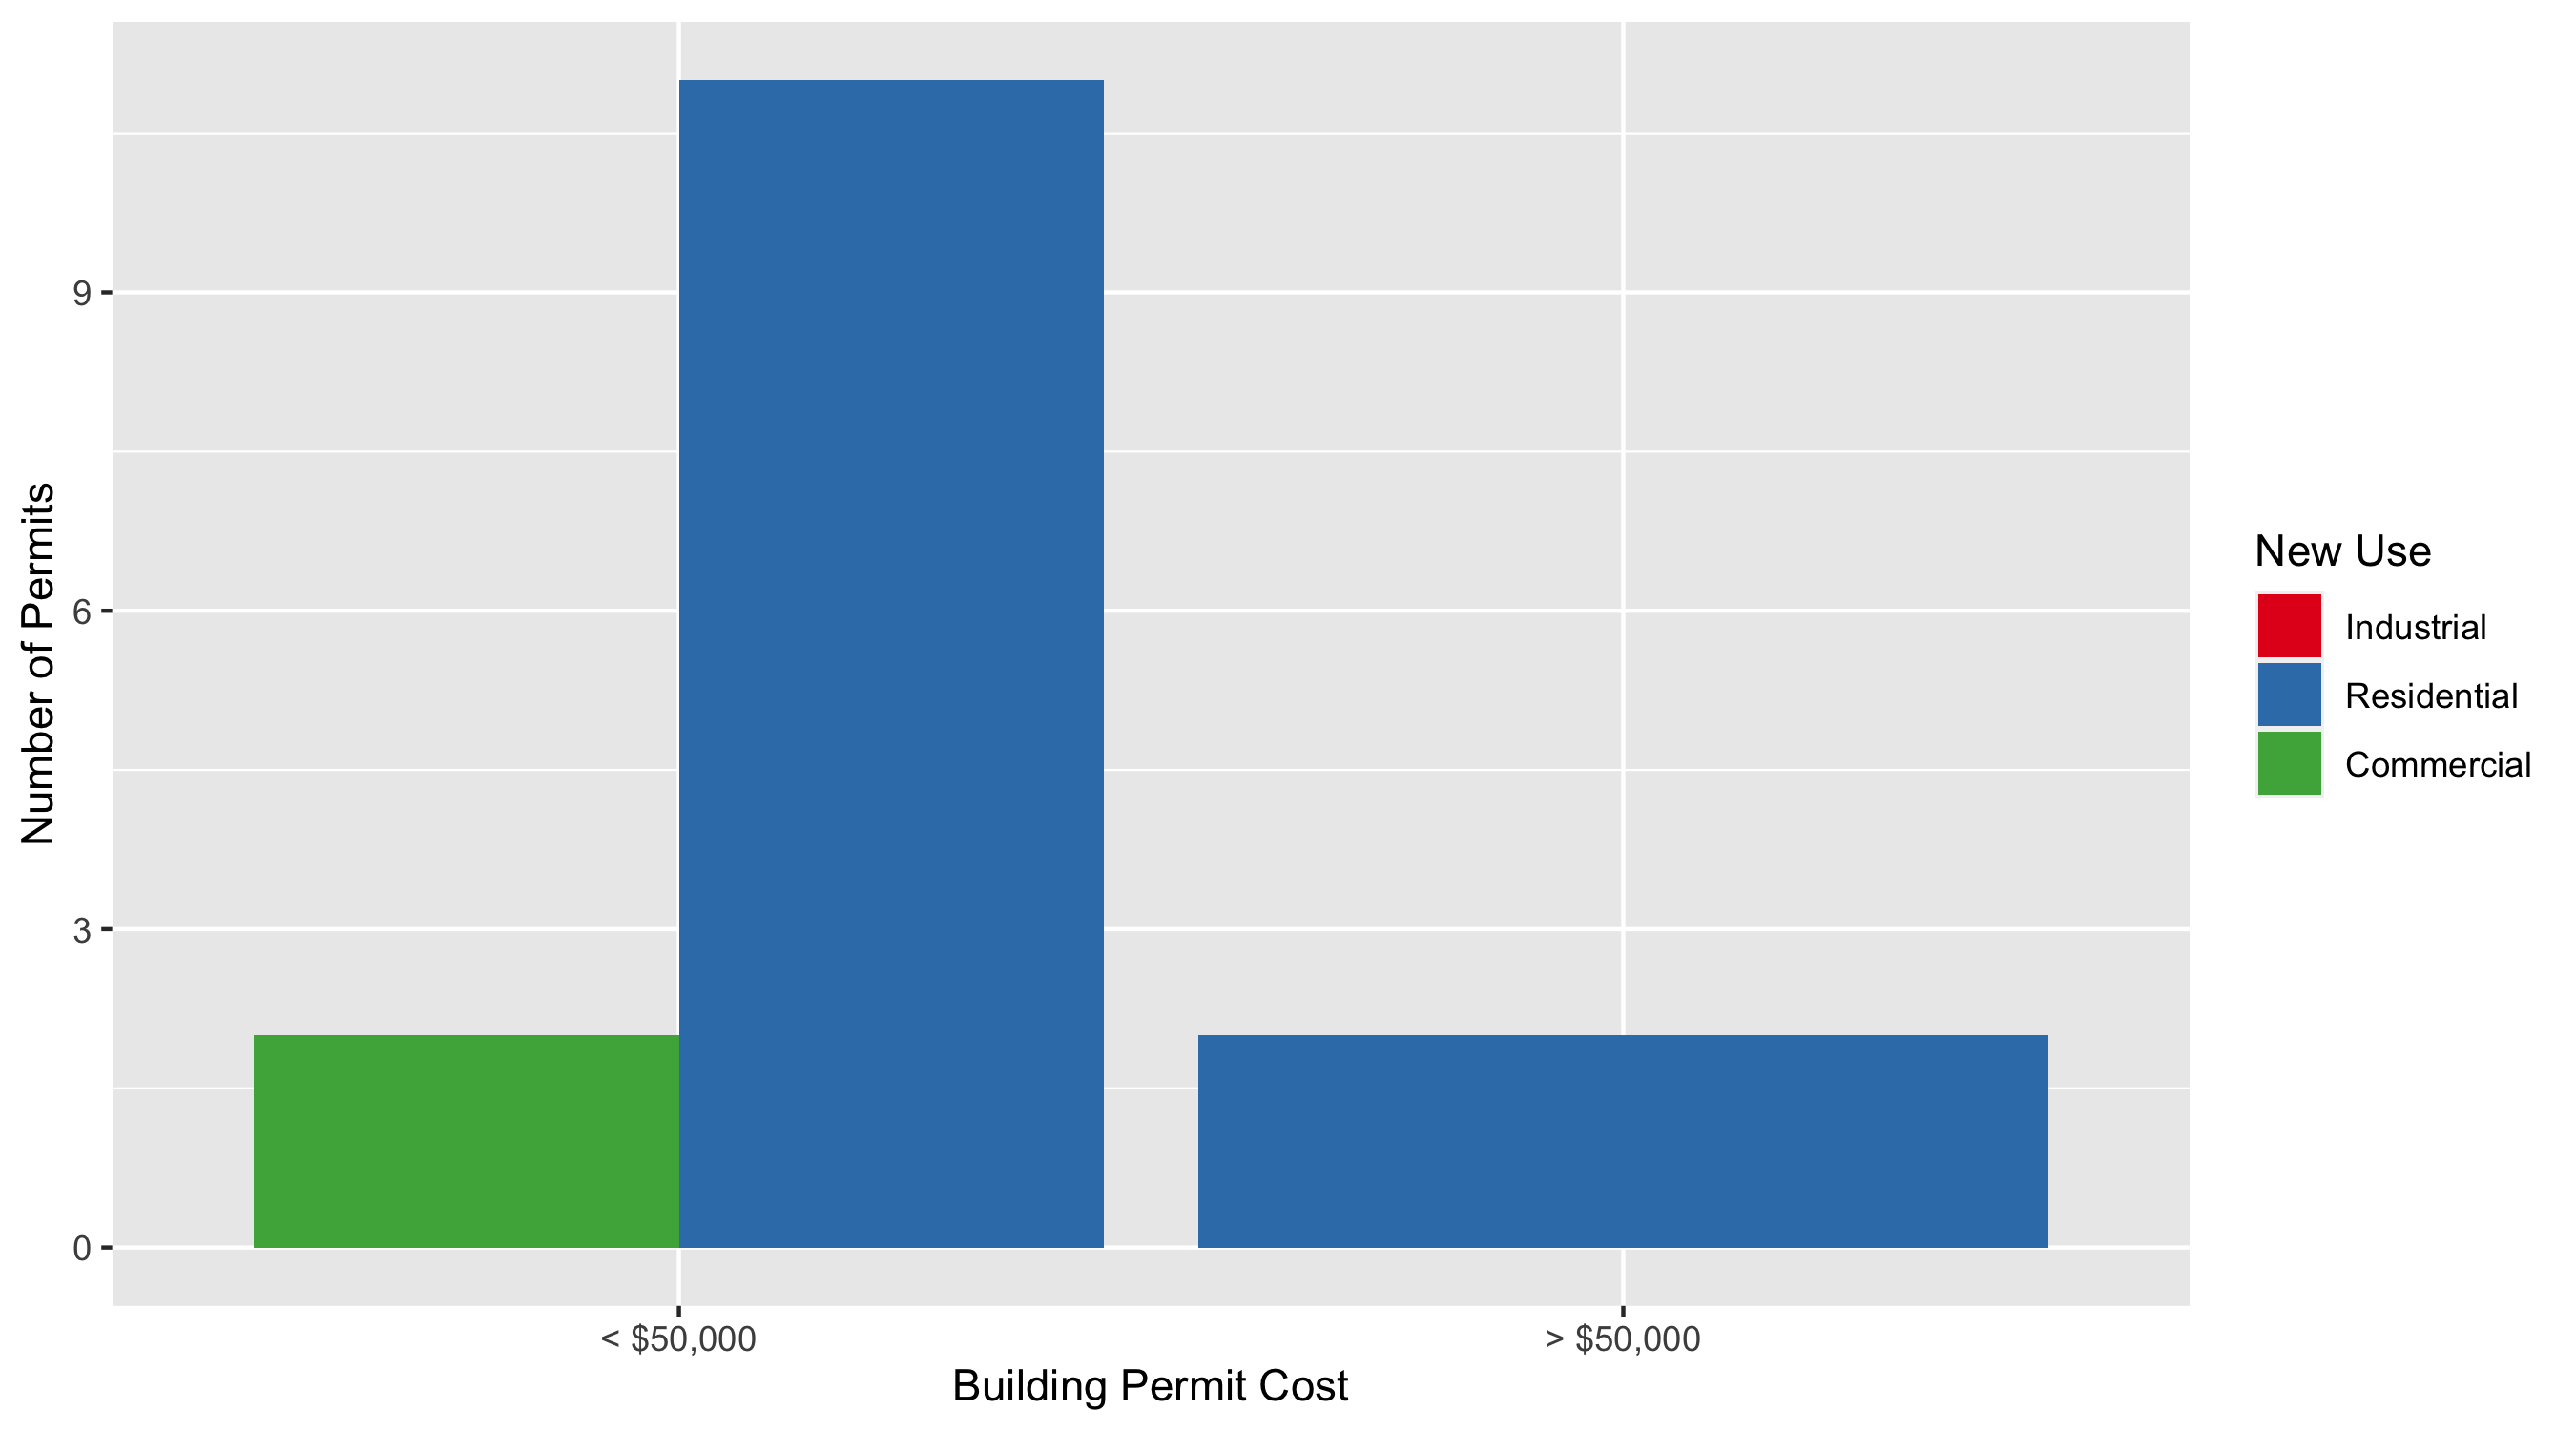 Number of Permits
9
6
3
0
< $50,000
> $50,000
Building Permit Cost
New Use
Industrial
Residential
Commercial